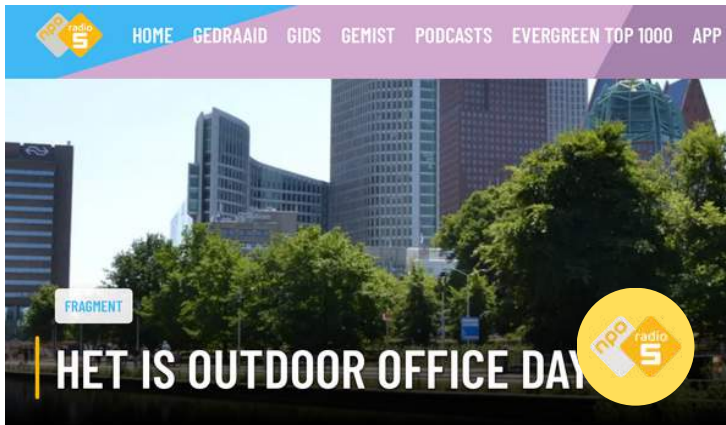 npo radio 5
HOME GEDRAAID GIDS GEMIST PODCASTS EVERGREEN TOP 1000 APP
FRAGMENT
HET IS OUTDOOR OFFICE DAY
npo radio 5